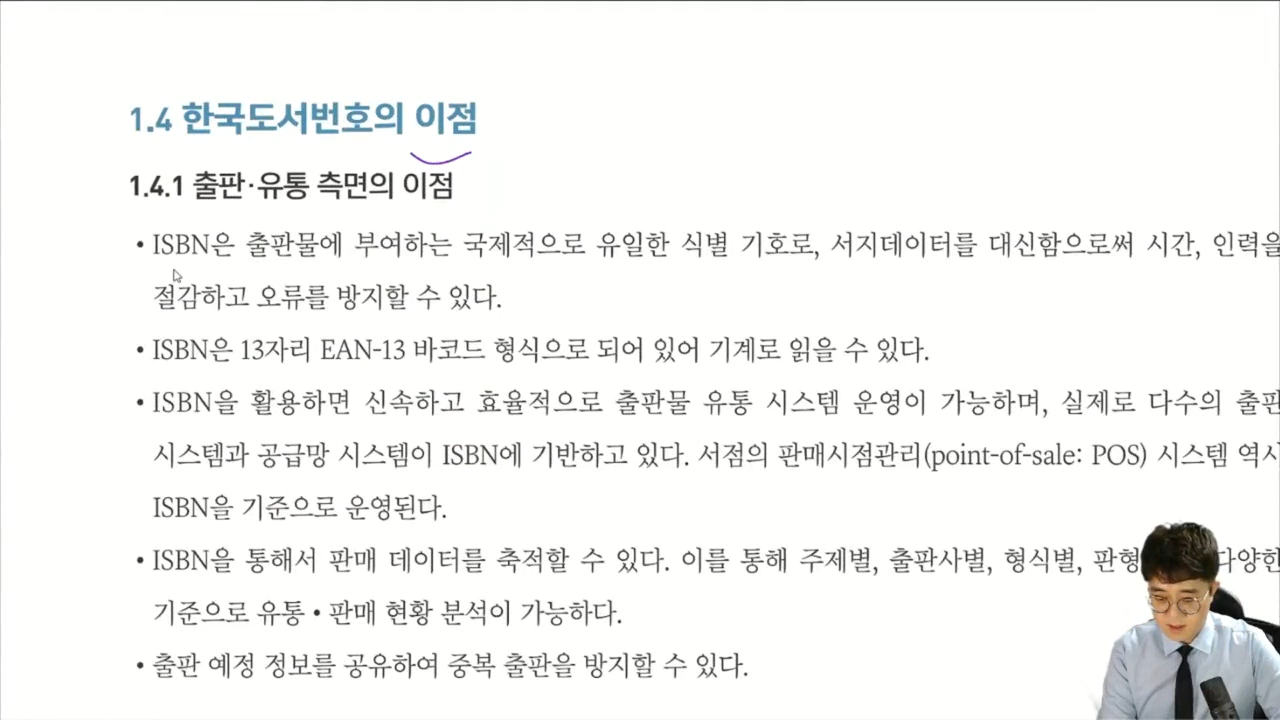 1.4 한국도서번호의 이점
1.4.1 출판·유통 측면의 이점
• ISBN은 출판물에 부여하는 국제적으로 유일한 식별 기호로, 서지데이터를 대신함으로써 시간, 인력을
절감하고 오류를 방지할 수 있다.
• ISBN은 13자리 EAN-13 바코드 형식으로 되어 있어 기계로 읽을 수 있다.
• ISBN을 활용하면 신속하고 효율적으로 출판물 유통 시스템 운영이 가능하며, 실제로 다수의 출판
시스템과 공급망 시스템이 ISBN에 기반하고 있다. 서점의 판매시점관리(point-of-sale: POS) 시스템 역시
ISBN을 기준으로 운영된다.
• ISBN을 통해서 판매 데이터를 축적할 수 있다. 이를 통해 주제별, 출판사별, 형식별, 판형 다양한
기준으로 유통 • 판매 현황 분석이 가능하다.
• 출판 예정 정보를 공유하여 중복 출판을 방지할 수 있다.